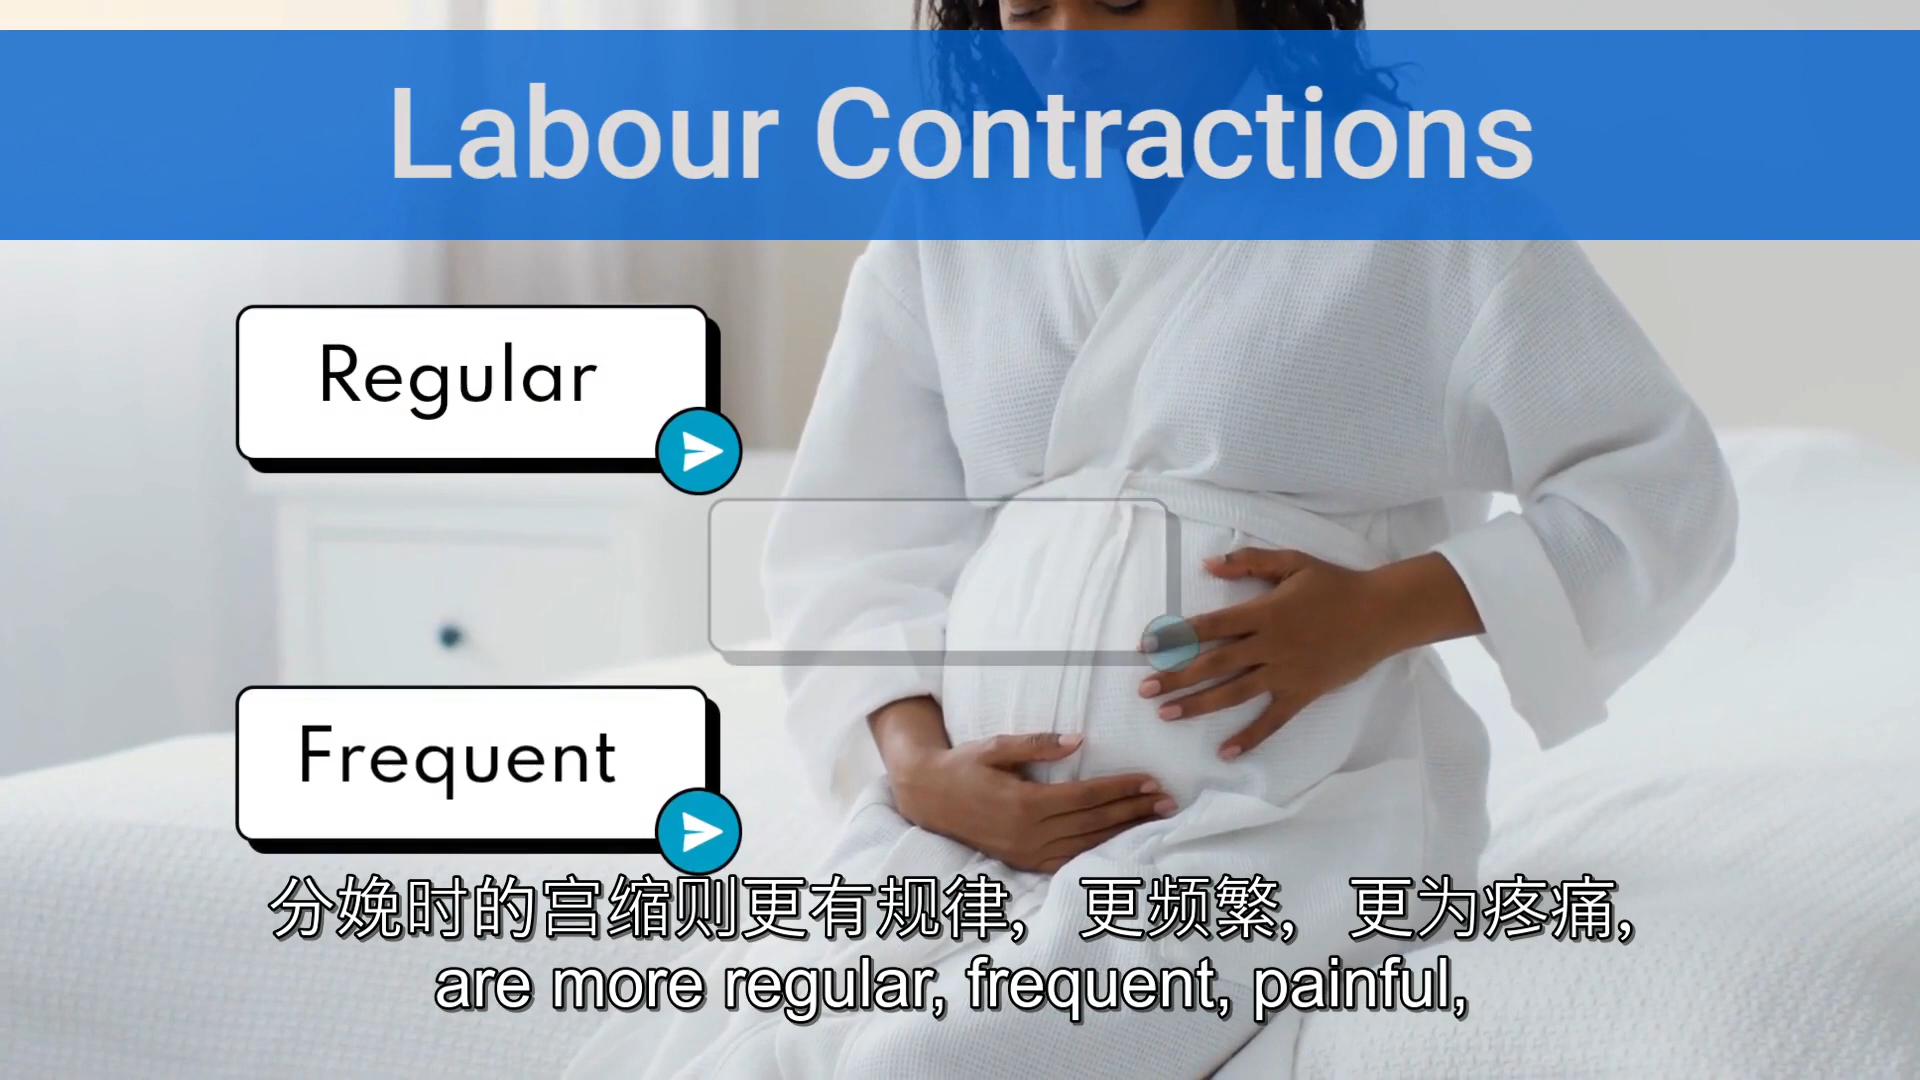 Labour Contractions
Regular
Frequent
分娩时的宫缩则更有规律, 更频繁, 更为疼痛,
are more regular, frequent, painful,